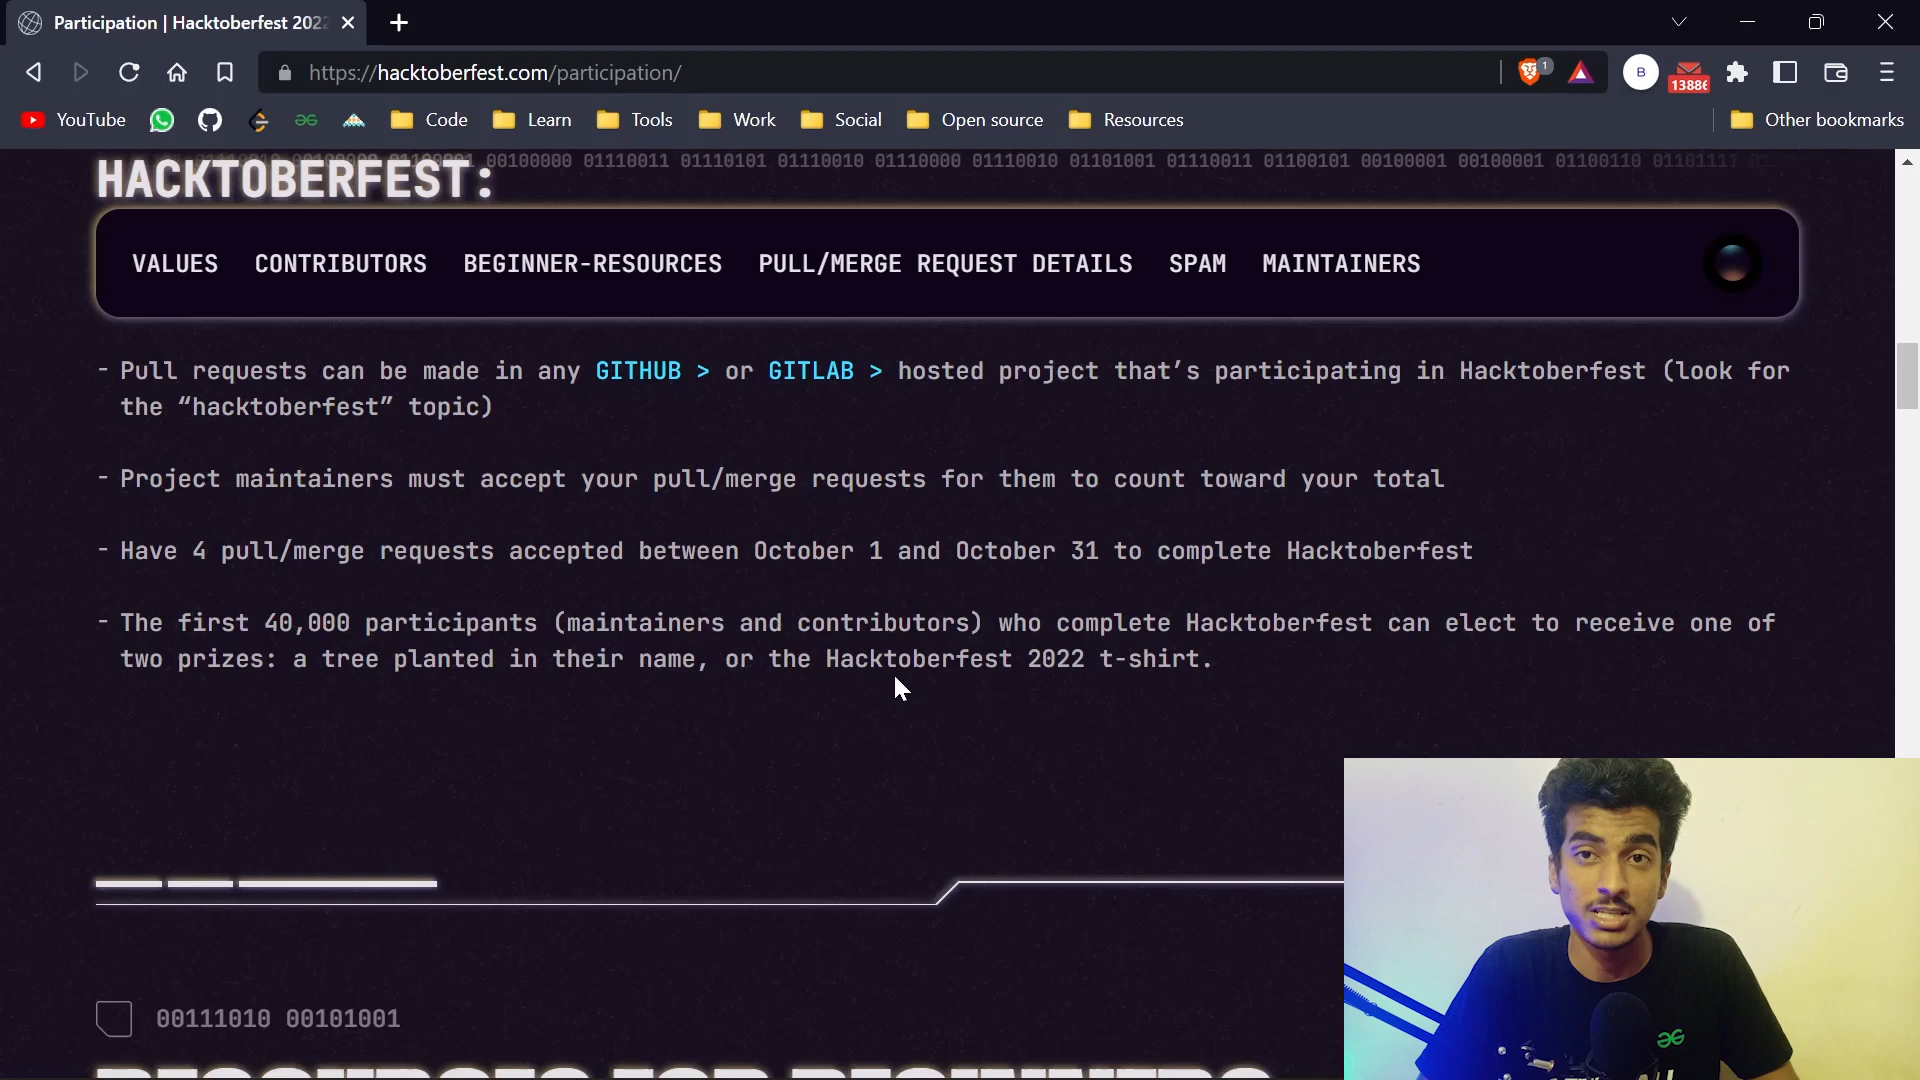 Participation | Hacktoberfest 2022
https://hacktoberfest.com/participation/
1
B
13886
YouTube
Code
Learn
Tools
Work
Social
Open source
Resources
Other bookmarks
00100000 01110011 01110101 01110010 01110000 01110010 01101001 01110011 01100101 00100001 00100001 01100110
HACKTOBERFEST:
VALUES CONTRIBUTORS BEGINNER-RESOURCES PULL/MERGE REQUEST DETAILS SPAM MAINTAINERS
- Pull requests can be made in any GITHUB > or GITLAB > hosted project that’s participating in Hacktoberfest (look for
the “hacktoberfest” topic)
- Project maintainers must accept your pull/merge requests for them to count toward your total
- Have 4 pull/merge requests accepted between October 1 and October 31 to complete Hacktoberfest
- The first 40,000 participants (maintainers and contributors) who complete Hacktoberfest can elect to receive one of
two prizes: a tree planted in their name, or the Hacktoberfest 2022 t-shirt.
00111010 00101001
RESOURCES FOR BEGINNERS